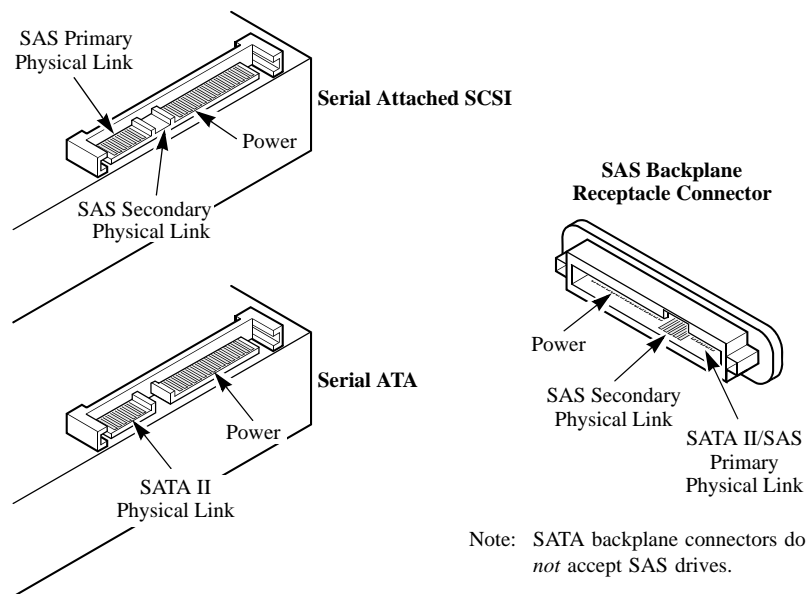 SAS Primary
Physical Link
Serial Attached SCSI
Power
SAS Secondary
Physical Link
Serial ATA
Power
SATA II
Physical Link
SAS Backplane
Receptacle Connector
Power
SAS Secondary
Physical Link
SATA II/SAS
Primary
Physical Link
Note: SATA backplane connectors do
not accept SAS drives.